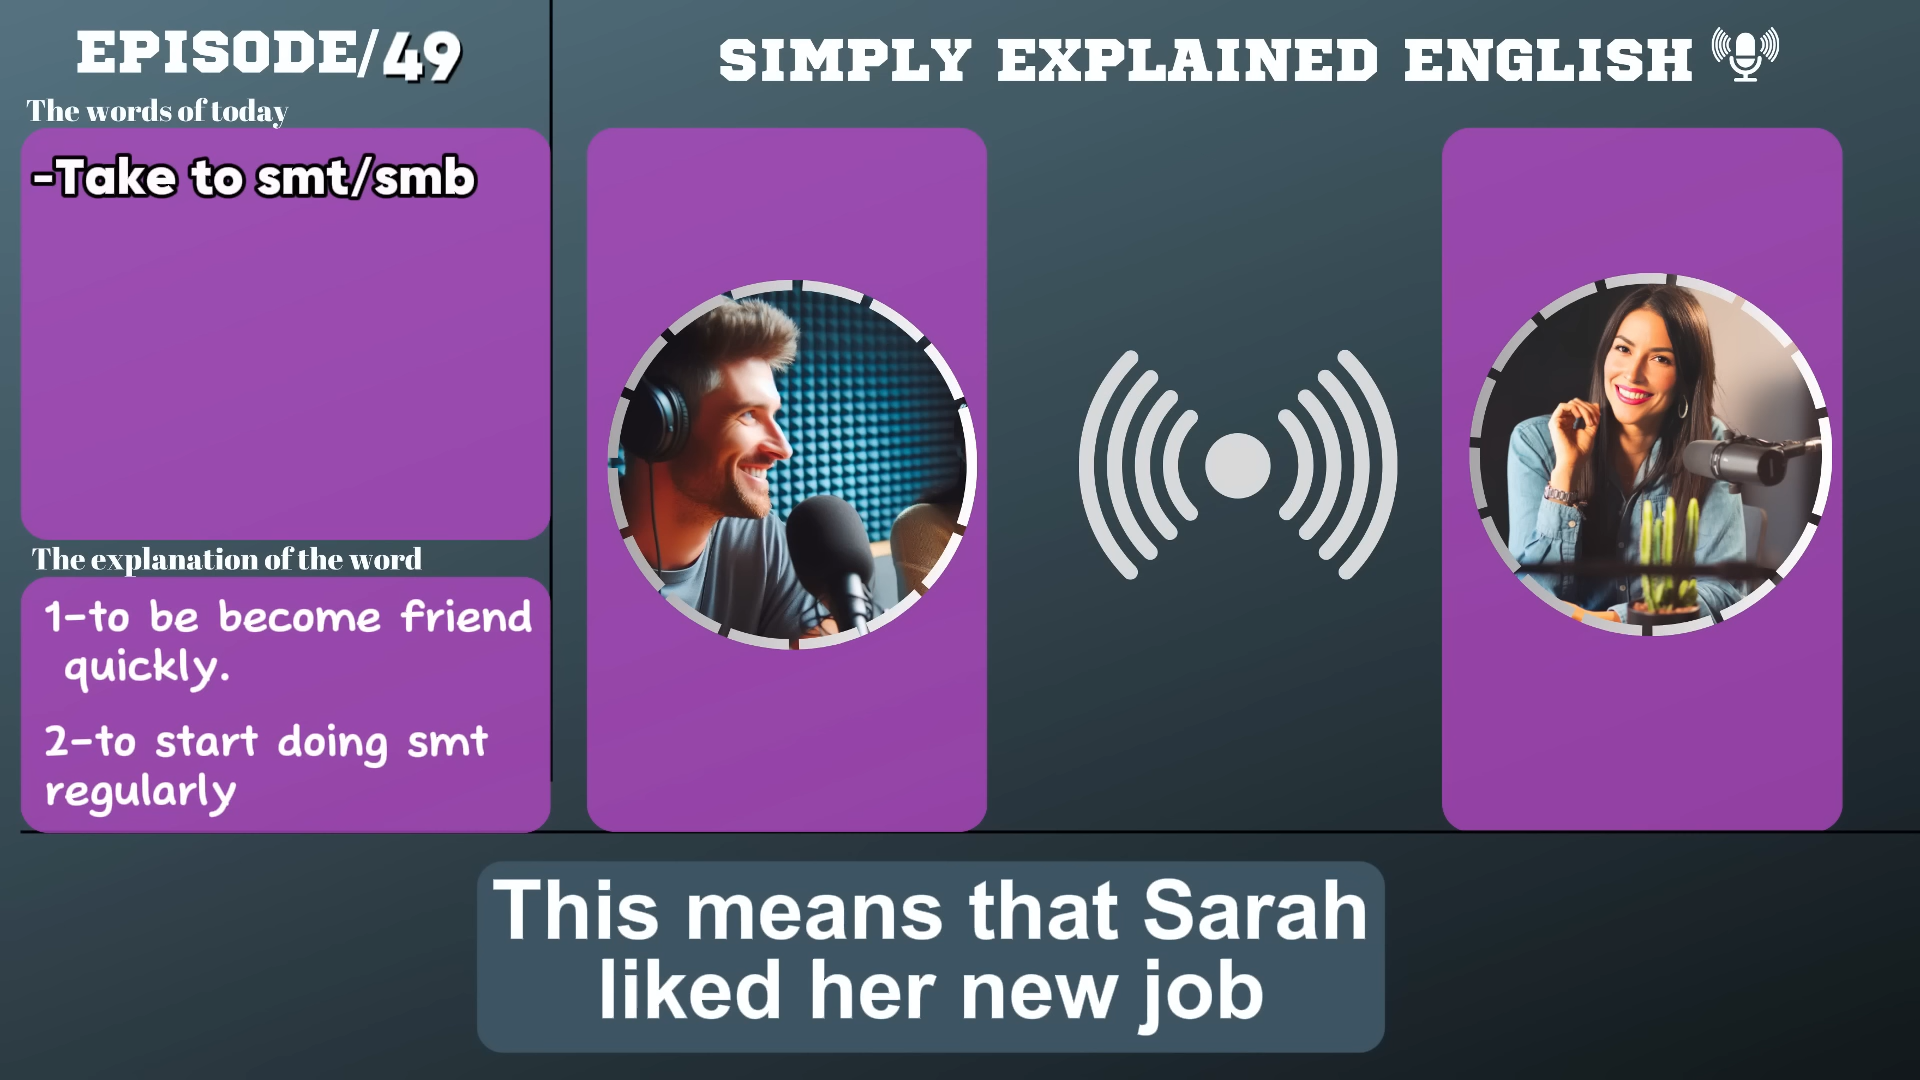 EPISODE/49
The words of today
-Take to smt/smb
The explanation of the word
1-to be become friend
quickly.
2-to start doing smt
regularly
SIMPLY EXPLAINED ENGLISH
This means that Sarah
liked her new job